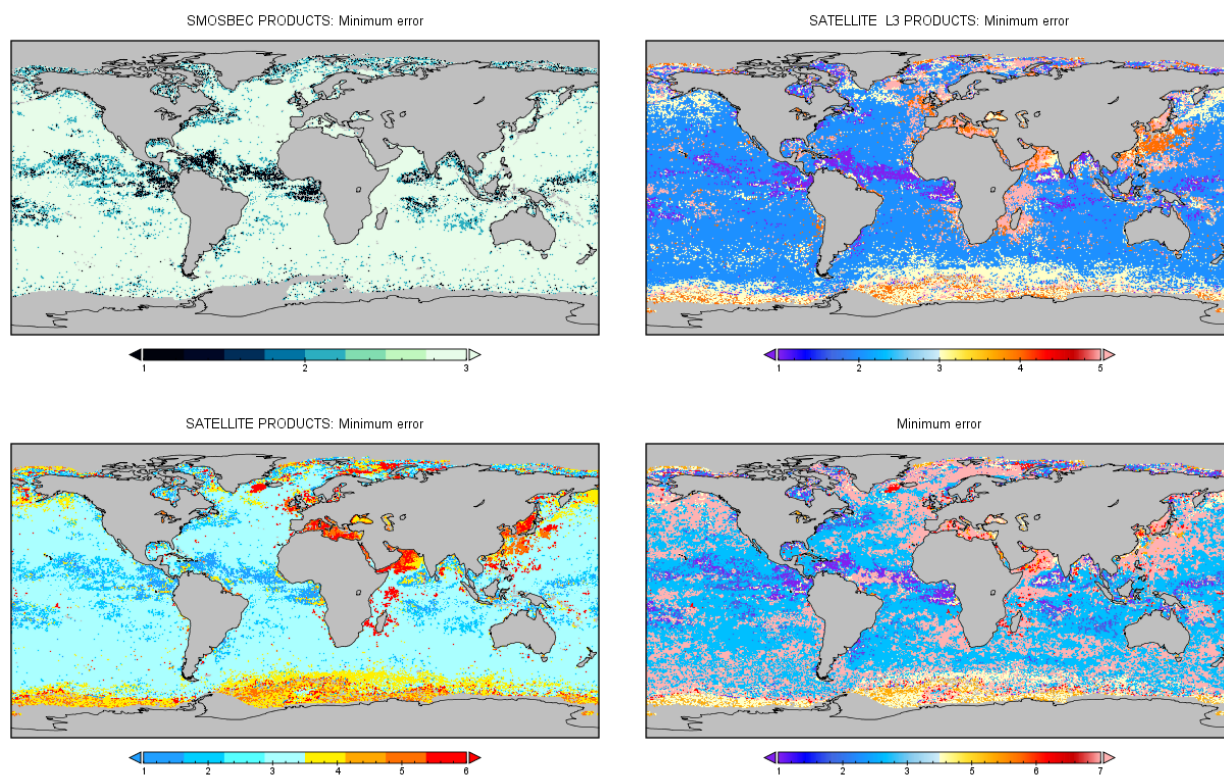 SMOSBEC PRODUCTS: Minimum error
SATELLITE L3 PRODUCTS: Minimum error
1 2 3
1 2 3 4 5
SATELLITE PRODUCTS: Minimum error
Minimum error
1 2 3 4 5 6
1 2 3 4 5 6 7